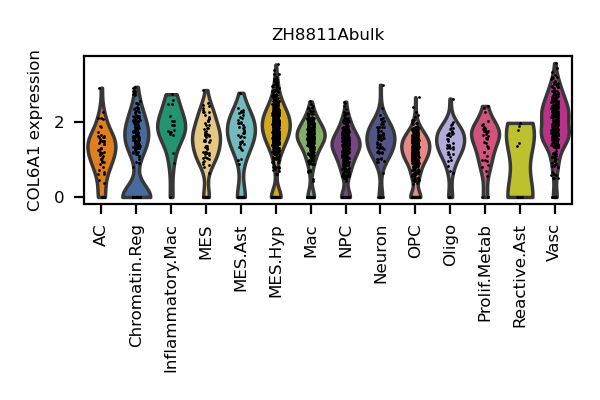 ZH8811Abulk
COL6A1 expression
2
0
AC
Chromatin.Reg
Inflammatory.Mac
MES
MES.Ast
MES.Hyp
Mac
NPC
Neuron
OPC
Oligo
Prolif.Metab
Reactive.Ast
Vasc